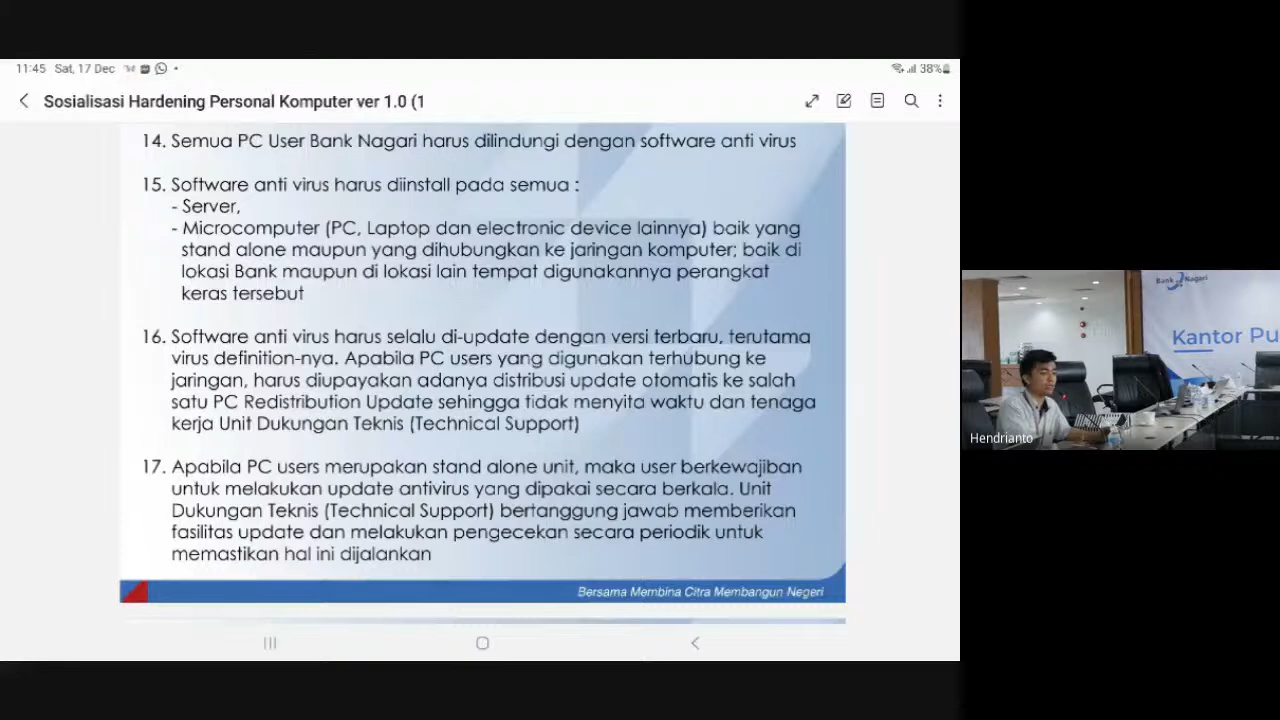 11:45 Sat, 17 Dec
38%
Sosialisasi Hardening Personal Komputer ver 1.0 (1
14. Semua PC User Bank Nagari harus dilindungi dengan software anti virus
15. Software anti virus harus diinstall pada semua :
- Server,
- Microcomputer (PC, Laptop dan electronic device lainnya) baik yang
stand alone maupun yang dihubungkan ke jaringan komputer; baik di
lokasi Bank maupun di lokasi lain tempat digunakannya perangkat
keras tersebut
16. Software anti virus harus selalu di-update dengan versi terbaru, terutama
virus definition-nya. Apabila PC users yang digunakan terhubung ke
jaringan, harus diupayakan adanya distribusi update otomatis ke salah
satu PC Redistribution Update sehingga tidak menyita waktu dan tenaga
kerja Unit Dukungan Teknis (Technical Support)
17. Apabila PC users merupakan stand alone unit, maka user berkewajiban
untuk melakukan update antivirus yang dipakai secara berkala. Unit
Dukungan Teknis (Technical Support) bertanggung jawab memberikan
fasilitas update dan melakukan pengecekan secara periodik untuk
memastikan hal ini dijalankan
Bersama Membina Citra Membangun Negeri
Bank Nagari
Kantor Pu
Hendrianto